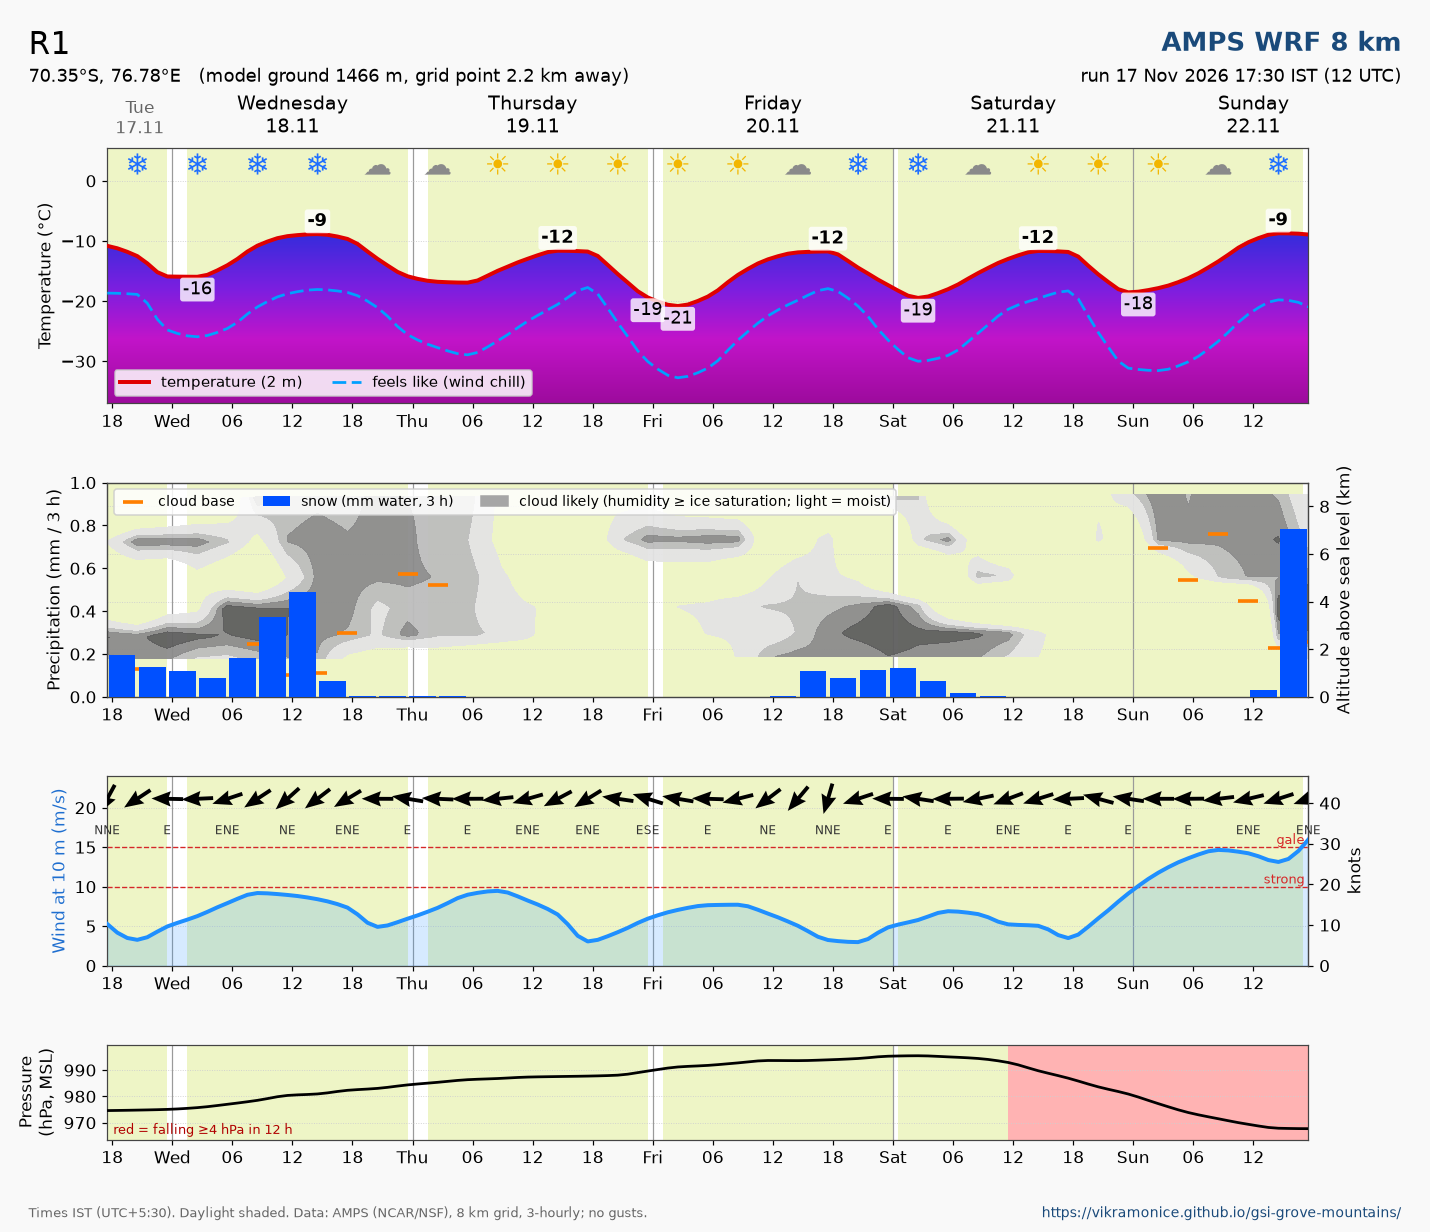 R1
AMPS WRF 8 km
70.35°S, 76.78°E (model ground 1466 m, grid point 2.2 km away)
run 17 Nov 2026 17:30 IST (12 UTC)
Tue Wednesday Thursday Friday Saturday Sunday
17.11 18.11 19.11 20.11 21.11 22.11
Temperature (°C)
0
−10
−20
−30
-9 -12 -12 -12 -9
-16 -19 -21 -19 -18
temperature (2 m) feels like (wind chill)
18 Wed 06 12 18 Thu 06 12 18 Fri 06 12 18 Sat 06 12 18 Sun 06 12
Precipitation (mm / 3 h)
1.0
0.8
0.6
0.4
0.2
0.0
cloud base snow (mm water, 3 h) cloud likely (humidity ≥ ice saturation; light = moist)
8
6
4
2
0
Altitude above sea level (km)
18 Wed 06 12 18 Thu 06 12 18 Fri 06 12 18 Sat 06 12 18 Sun 06 12
Wind at 10 m (m/s)
20
15
10
5
0
NNE E ENE NE ENE E E ENE ENE ESE E NE NNE E E ENE E E E ENE ENE
gale
strong
40
30
20
10
0
knots
18 Wed 06 12 18 Thu 06 12 18 Fri 06 12 18 Sat 06 12 18 Sun 06 12
Pressure
(hPa, MSL)
990
980
970
red = falling ≥4 hPa in 12 h
18 Wed 06 12 18 Thu 06 12 18 Fri 06 12 18 Sat 06 12 18 Sun 06 12
Times IST (UTC+5:30). Daylight shaded. Data: AMPS (NCAR/NSF), 8 km grid, 3-hourly; no gusts.
https://vikramonice.github.io/gsi-grove-mountains/